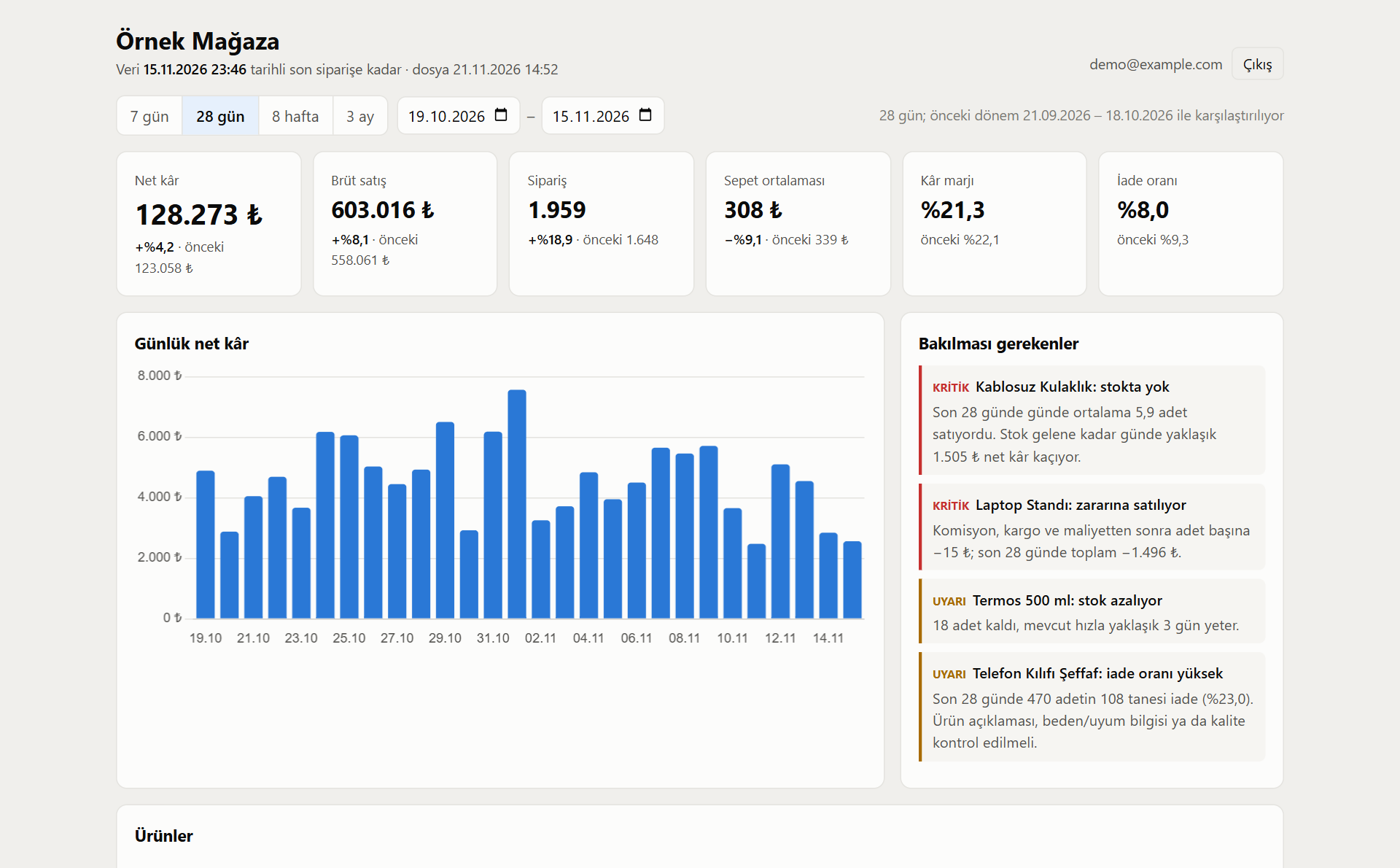 Örnek Mağaza
Veri 15.11.2026 23:46 tarihli son siparişe kadar · dosya 21.11.2026 14:52
demo@example.com Çıkış
7 gün 28 gün 8 hafta 3 ay 19.10.2026 – 15.11.2026
28 gün; önceki dönem 21.09.2026 – 18.10.2026 ile karşılaştırılıyor
Net kâr
128.273 ₺
+%4,2 · önceki
123.058 ₺
Brüt satış
603.016 ₺
+%8,1 · önceki
558.061 ₺
Sipariş
1.959
+%18,9 · önceki 1.648
Sepet ortalaması
308 ₺
−%9,1 · önceki 339 ₺
Kâr marjı
%21,3
önceki %22,1
İade oranı
%8,0
önceki %9,3
Günlük net kâr
8.000 ₺
6.000 ₺
4.000 ₺
2.000 ₺
0 ₺
19.10 21.10 23.10 25.10 27.10 29.10 31.10 02.11 04.11 06.11 08.11 10.11 12.11 14.11
Bakılması gerekenler
KRİTİK Kablosuz Kulaklık: stokta yok
Son 28 günde günde ortalama 5,9 adet
satıyordu. Stok gelene kadar günde yaklaşık
1.505 ₺ net kâr kaçıyor.
KRİTİK Laptop Standı: zararına satılıyor
Komisyon, kargo ve maliyetten sonra adet başına
−15 ₺; son 28 günde toplam −1.496 ₺.
UYARI Termos 500 ml: stok azalıyor
18 adet kaldı, mevcut hızla yaklaşık 3 gün yeter.
UYARI Telefon Kılıfı Şeffaf: iade oranı yüksek
Son 28 günde 470 adetin 108 tanesi iade (%23,0).
Ürün açıklaması, beden/uyum bilgisi ya da kalite
kontrol edilmeli.
Ürünler